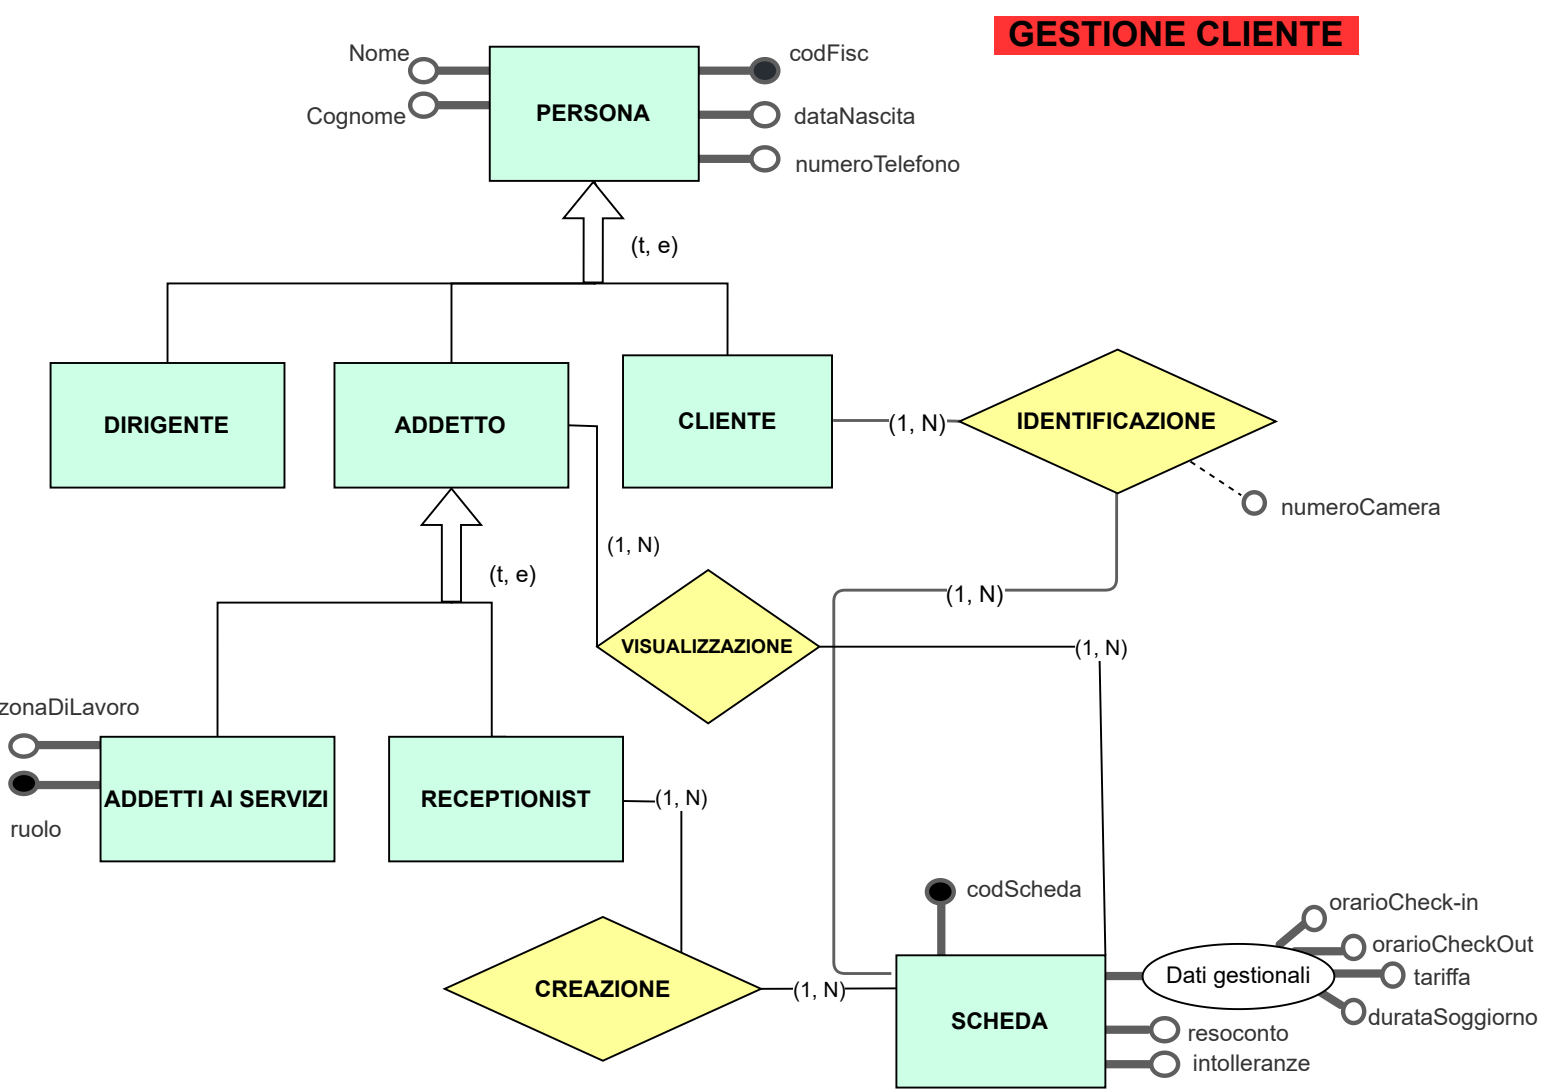 GESTIONE CLIENTE
Nome
codFisc
Cognome
PERSONA
dataNascita
numeroTelefono
(t, e)
DIRIGENTE
ADDETTO
CLIENTE
(1, N)
IDENTIFICAZIONE
numeroCamera
(1, N)
(t, e)
(1, N)
VISUALIZZAZIONE
(1, N)
zonaDiLavoro
ADDETTI AI SERVIZI
RECEPTIONIST
(1, N)
ruolo
codScheda
orarioCheck-in
orarioCheckOut
Dati gestionali
tariffa
CREAZIONE
(1, N)
SCHEDA
durataSoggiorno
resoconto
intolleranze